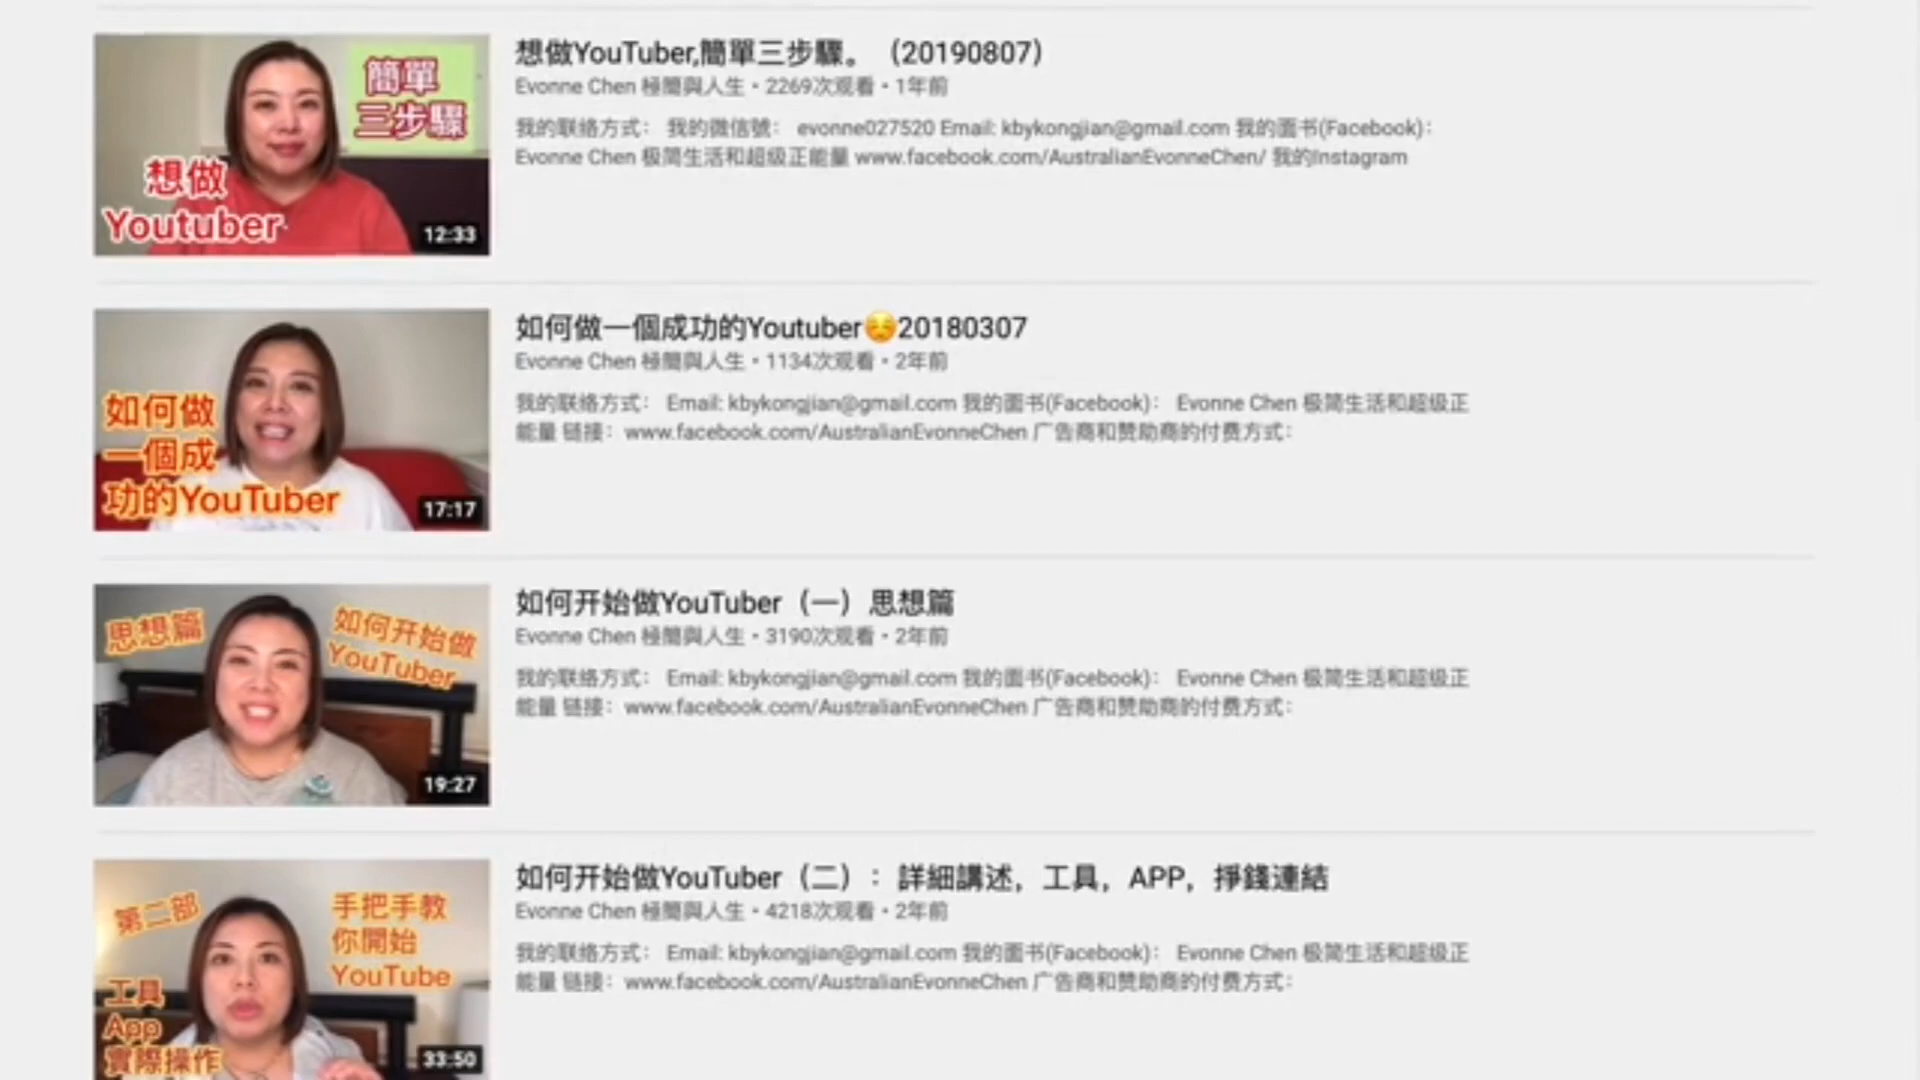 簡單
三步驟
想做
Youtuber
12:33
想做YouTuber,簡單三步驟。（20190807）
Evonne Chen 極簡與人生・2269次观看・1年前
我的联络方式： 我的微信號： evonne027520 Email: kbykongjian@gmail.com 我的面书(Facebook)：
Evonne Chen 极简生活和超级正能量 www.facebook.com/AustralianEvonneChen/ 我的Instagram
如何做
一個成
功的YouTuber
17:17
如何做一個成功的Youtuber☺️20180307
Evonne Chen 極簡與人生・1134次观看・2年前
我的联络方式： Email: kbykongjian@gmail.com 我的面书(Facebook)： Evonne Chen 极简生活和超级正
能量 链接：www.facebook.com/AustralianEvonneChen 广告商和赞助商的付费方式：
思想篇
如何开始做
YouTuber
19:27
如何开始做YouTuber（一）思想篇
Evonne Chen 極簡與人生・3190次观看・2年前
我的联络方式： Email: kbykongjian@gmail.com 我的面书(Facebook)： Evonne Chen 极简生活和超级正
能量 链接：www.facebook.com/AustralianEvonneChen 广告商和赞助商的付费方式：
第二部
手把手教
你開始
YouTube
工具
App
實際操作
33:50
如何开始做YouTuber（二）：詳細講述，工具，APP，掙錢連結
Evonne Chen 極簡與人生・4218次观看・2年前
我的联络方式： Email: kbykongjian@gmail.com 我的面书(Facebook)： Evonne Chen 极简生活和超级正
能量 链接：www.facebook.com/AustralianEvonneChen 广告商和赞助商的付费方式：